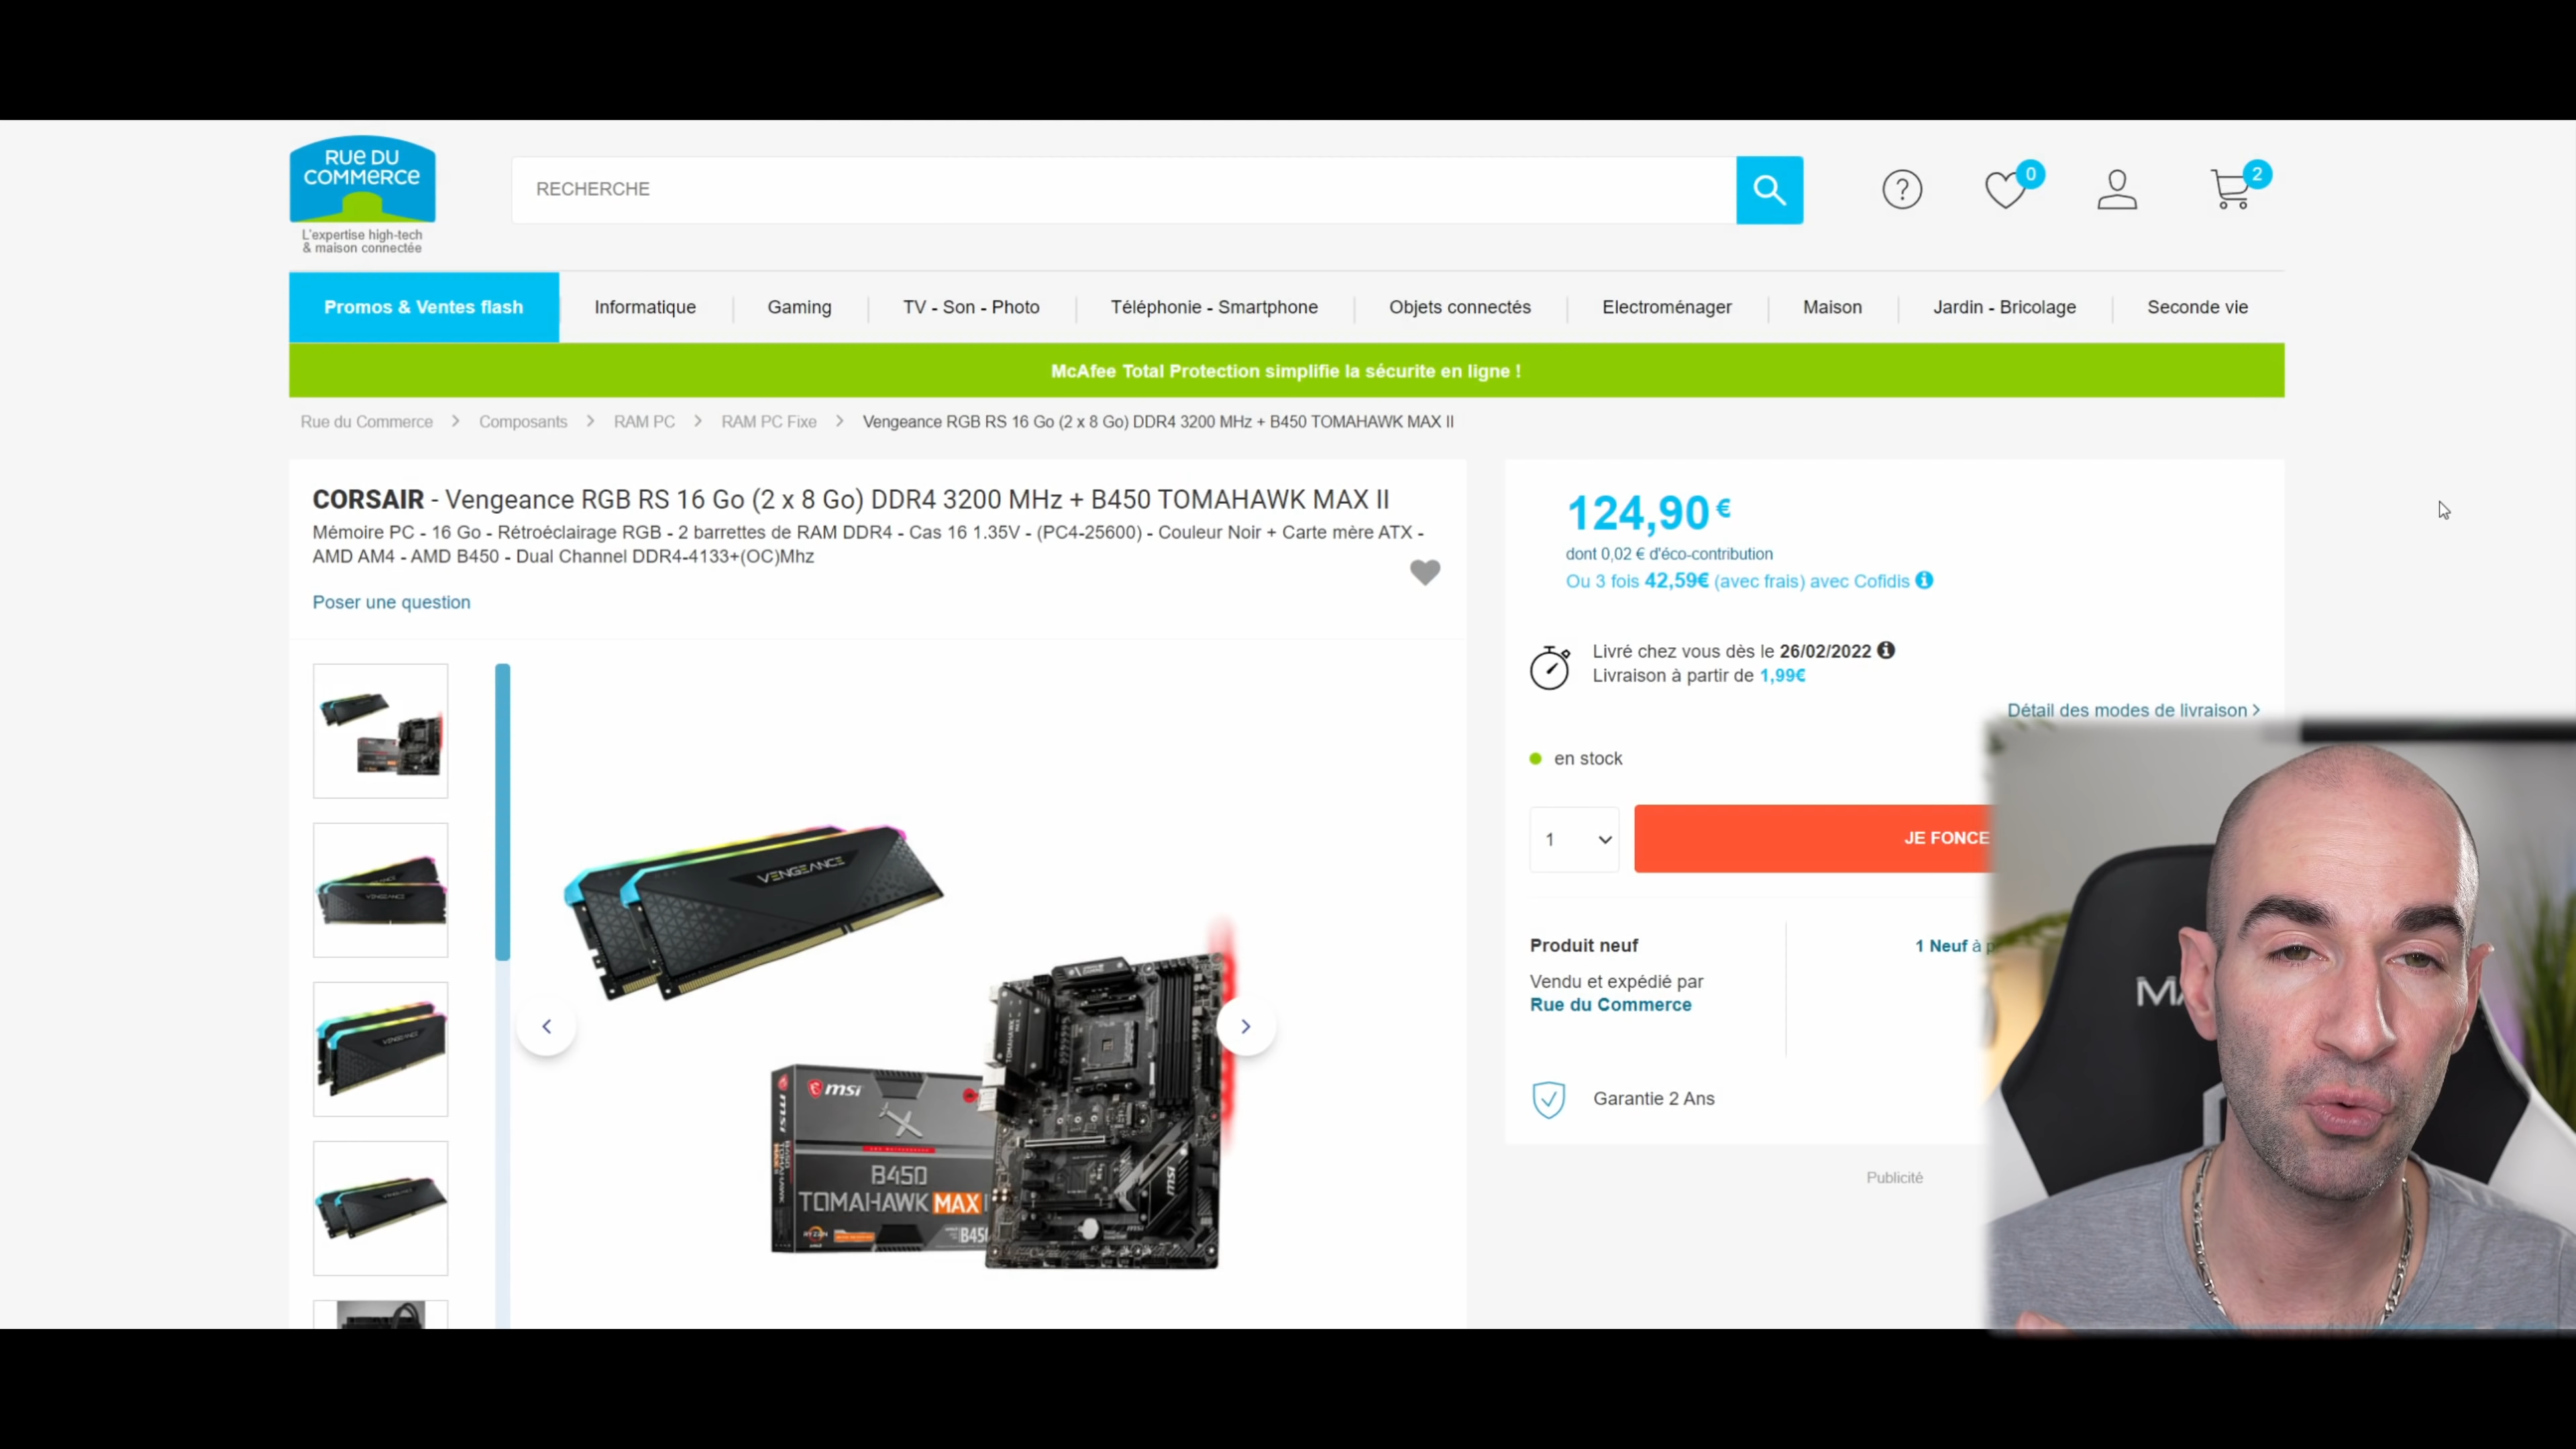 RUE DU
COMMERCE
L'expertise high-tech
& maison connectée
RECHERCHE
0
2
Promos & Ventes flash
Informatique
Gaming
TV - Son - Photo
Téléphonie - Smartphone
Objets connectés
Electroménager
Maison
Jardin - Bricolage
Seconde vie
McAfee Total Protection simplifie la sécurite en ligne !
Rue du Commerce > Composants > RAM PC > RAM PC Fixe > Vengeance RGB RS 16 Go (2 x 8 Go) DDR4 3200 MHz + B450 TOMAHAWK MAX II
CORSAIR - Vengeance RGB RS 16 Go (2 x 8 Go) DDR4 3200 MHz + B450 TOMAHAWK MAX II
Mémoire PC - 16 Go - Rétroéclairage RGB - 2 barrettes de RAM DDR4 - Cas 16 1.35V - (PC4-25600) - Couleur Noir + Carte mère ATX -
AMD AM4 - AMD B450 - Dual Channel DDR4-4133+(OC)Mhz
Poser une question
VENGEANCE
msi
B450
TOMAHAWK MAX
RYZEN
B450
TOMAHAWK
msi
124,90 €
dont 0,02 € d'éco-contribution
Ou 3 fois 42,59€ (avec frais) avec Cofidis
Livré chez vous dès le 26/02/2022
Livraison à partir de 1,99€
Détail des modes de livraison >
en stock
1
JE FONCE
Produit neuf
1 Neuf à p
Vendu et expédié par
Rue du Commerce
Garantie 2 Ans
Publicité